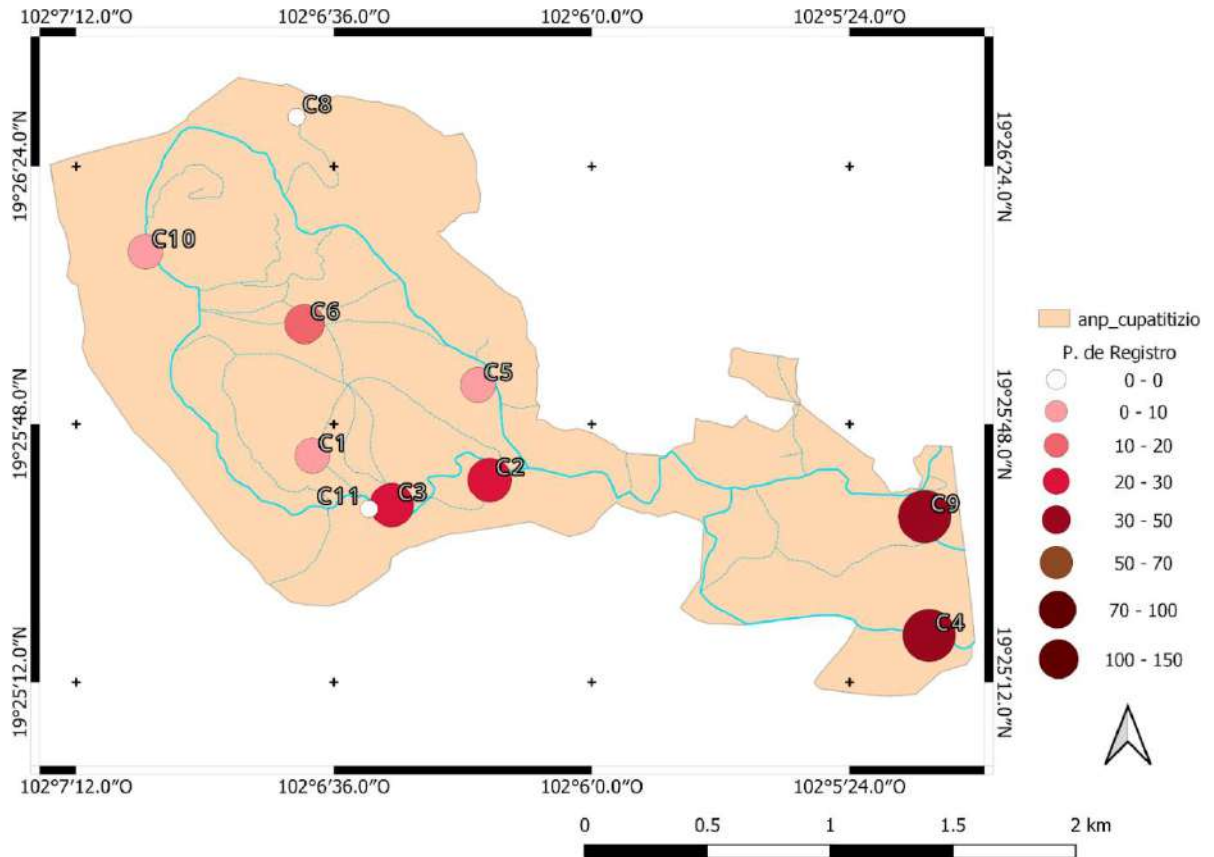 102°7'12.0"O 102°6'36.0"O 102°6'0.0"O 102°5'24.0"O
19°26'24.0"N
19°25'48.0"N
19°25'12.0"N
19°26'24.0"N
19°25'48.0"N
19°25'12.0"N
C8
C10
C6
C5
C1
C2
C11
C3
C9
C4
anp_cupatitizio
P. de Registro
0 - 0
0 - 10
10 - 20
20 - 30
30 - 50
50 - 70
70 - 100
100 - 150
102°7'12.0"O 102°6'36.0"O 102°6'0.0"O 102°5'24.0"O
0 0.5 1 1.5 2 km